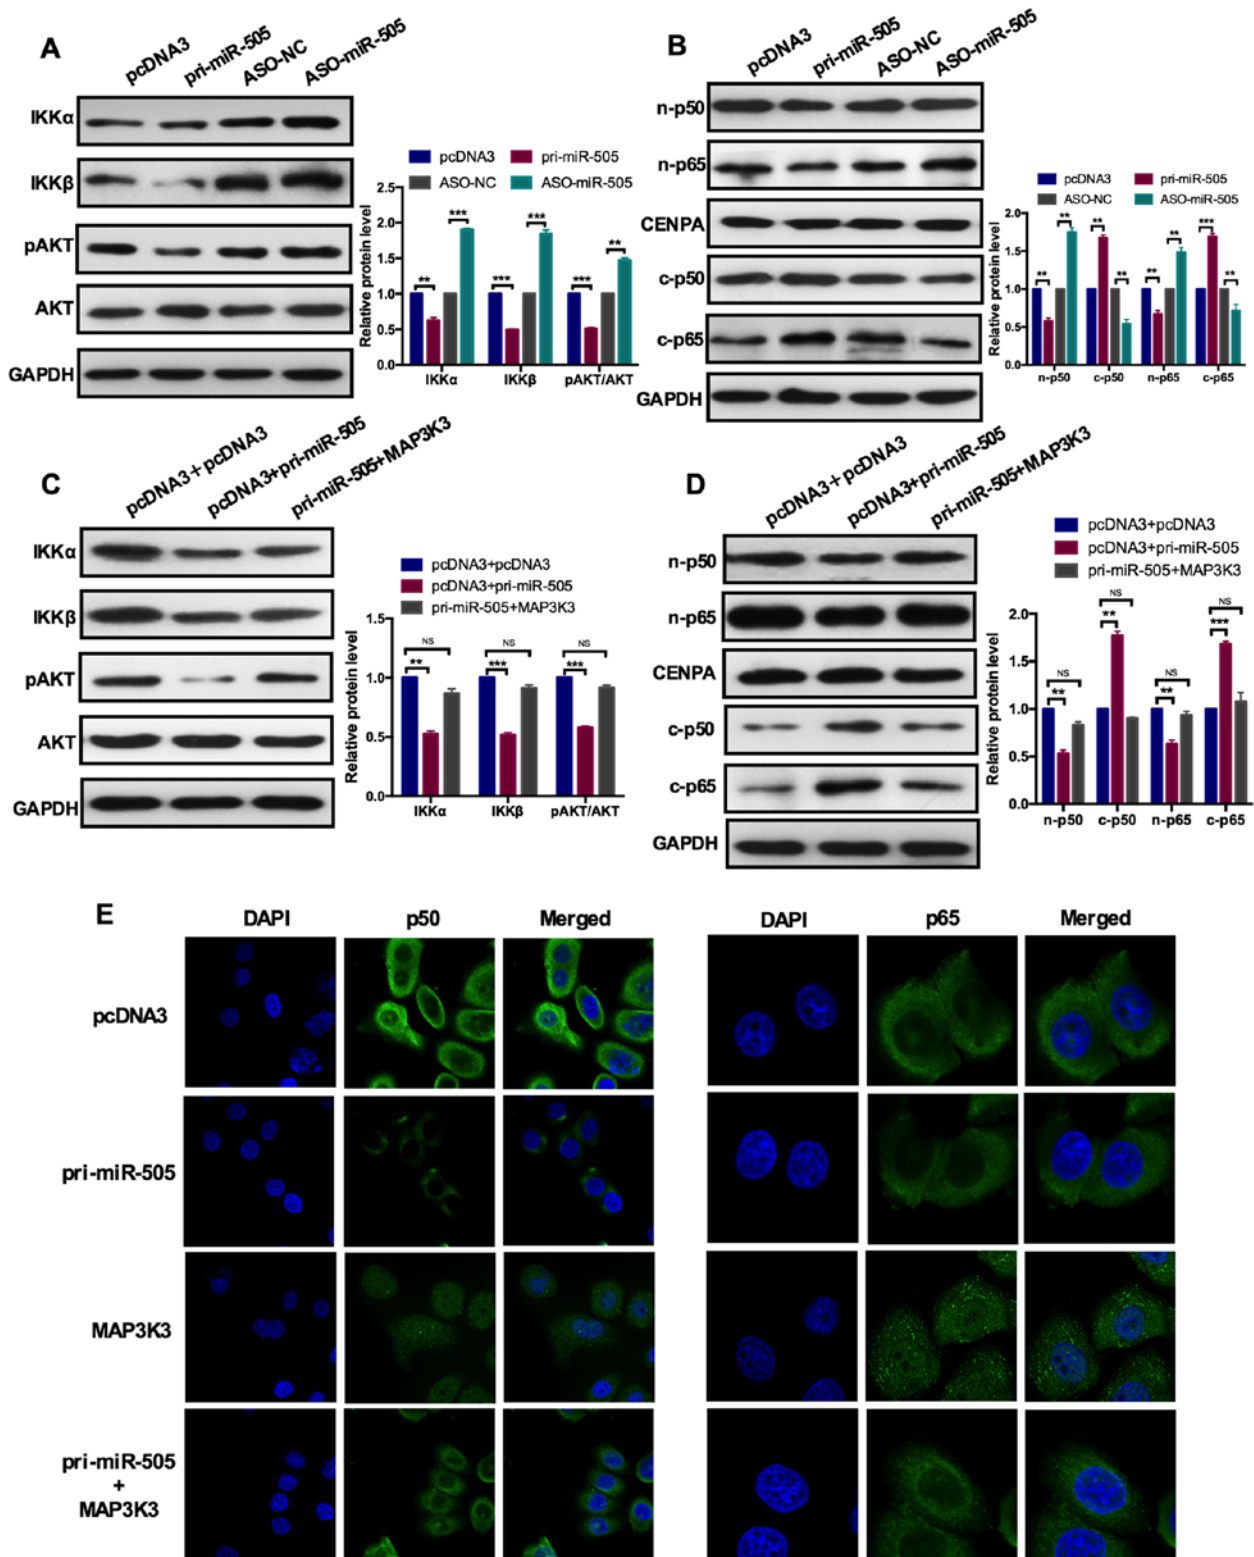 A
pcDNA3
pri-miR-505
ASO-NC
ASO-miR-505
IKKα
IKKβ
pAKT
AKT
GAPDH
pcDNA3
pri-miR-505
ASO-NC
ASO-miR-505
Relative protein level
2.5
2.0
1.5
1.0
0.5
0.0
**
***
***
***
***
**
IKKα
IKKβ
pAKT/AKT
B
pcDNA3
pri-miR-505
ASO-NC
ASO-miR-505
n-p50
n-p65
CENPA
c-p50
c-p65
GAPDH
pcDNA3
pri-miR-505
ASO-NC
ASO-miR-505
Relative protein level
2.0
1.5
1.0
0.5
0.0
**
**
**
**
**
**
***
**
n-p50
c-p50
n-p65
c-p65
C
pcDNA3+pcDNA3
pcDNA3+pri-miR-505
pri-miR-505+MAP3K3
IKKα
IKKβ
pAKT
AKT
GAPDH
pcDNA3+pcDNA3
pcDNA3+pri-miR-505
pri-miR-505+MAP3K3
Relative protein level
1.5
1.0
0.5
0.0
NS
**
NS
***
NS
***
IKKα
IKKβ
pAKT/AKT
D
pcDNA3+pcDNA3
pcDNA3+pri-miR-505
pri-miR-505+MAP3K3
n-p50
n-p65
CENPA
c-p50
c-p65
GAPDH
pcDNA3+pcDNA3
pcDNA3+pri-miR-505
pri-miR-505+MAP3K3
Relative protein level
2.0
1.5
1.0
0.5
0.0
NS
**
NS
**
NS
**
NS
***
n-p50
c-p50
n-p65
c-p65
E
DAPI
p50
Merged
DAPI
p65
Merged
pcDNA3
pri-miR-505
MAP3K3
pri-miR-505
+
MAP3K3